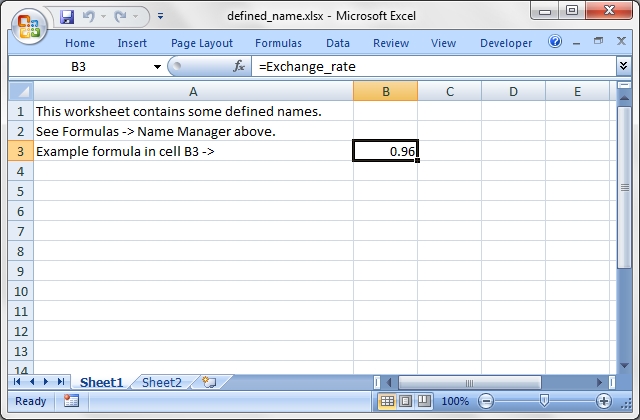 defined_name.xlsx - Microsoft Excel
Home Insert Page Layout Formulas Data Review View Developer
B3 fx =Exchange_rate
A B C D E
1 This worksheet contains some defined names.
2 See Formulas -> Name Manager above.
3 Example formula in cell B3 -> 0.96
4
5
6
7
8
9
10
11
12
13
14
Sheet1 Sheet2
Ready 100%